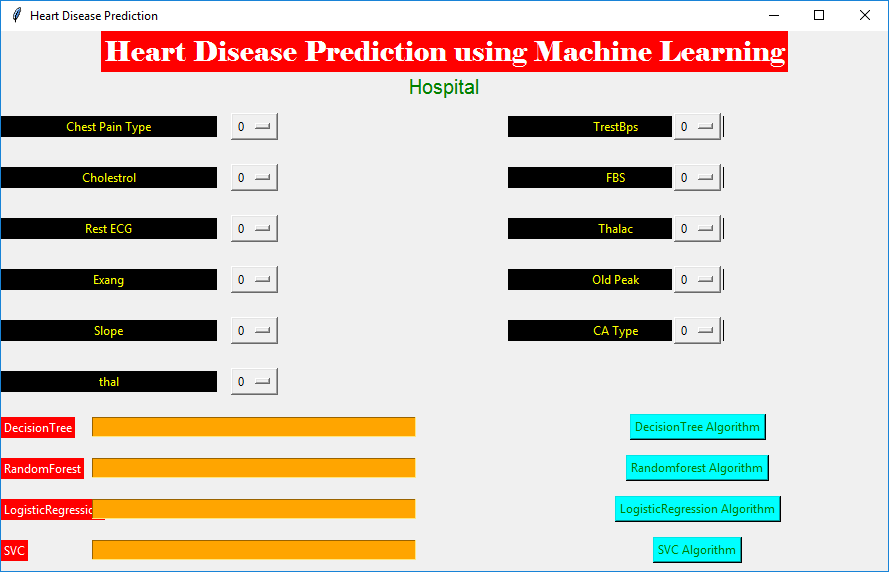 Heart Disease Prediction
Heart Disease Prediction using Machine Learning
Hospital
Chest Pain Type 0 TrestBps 0
Cholestrol 0 FBS 0
Rest ECG 0 Thalac 0
Exang 0 Old Peak 0
Slope 0 CA Type 0
thal 0
DecisionTree DecisionTree Algorithm
RandomForest Randomforest Algorithm
LogisticRegressio LogisticRegression Algorithm
SVC SVC Algorithm